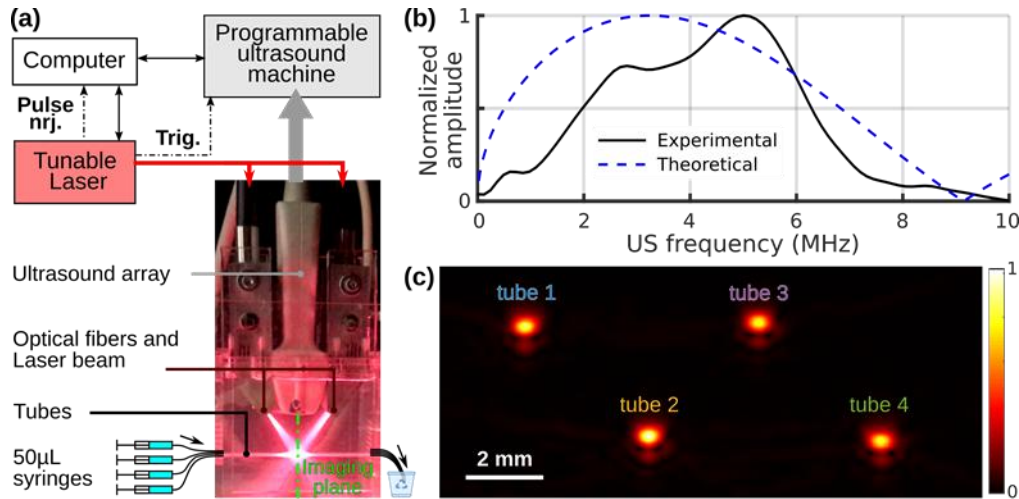 (a)
Programmable
ultrasound
machine
Computer
Pulse
nrj.
Trig.
Tunable
Laser
Ultrasound array
Optical fibers and
Laser beam
Tubes
50µL
syringes
Imaging
plane
(b)
Normalized
amplitude
1
0
Experimental
Theoretical
0 2 4 6 8 10
US frequency (MHz)
(c)
tube 1
tube 3
tube 2
tube 4
2 mm
1
0